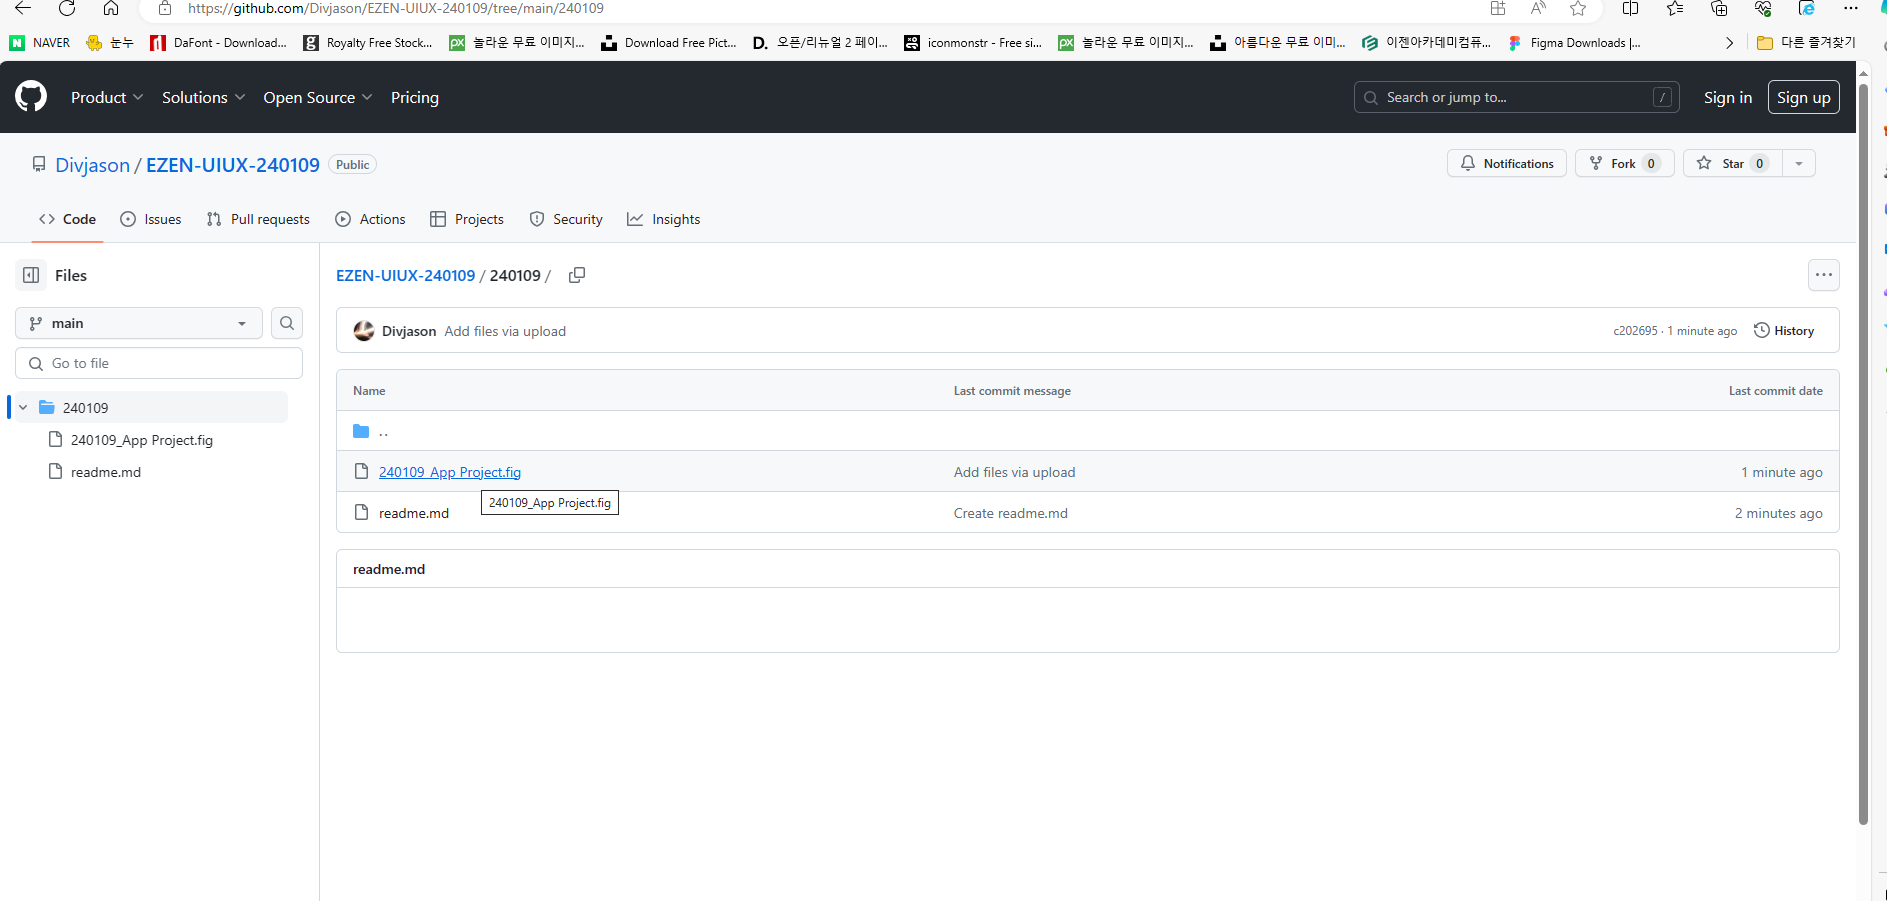 https://github.com/Divjason/EZEN-UIUX-240109/tree/main/240109
NAVER 눈누 DaFont - Download... Royalty Free Stock... 놀라운 무료 이미지... Download Free Pict... 오픈/리뉴얼 2 페이... iconmonstr - Free si... 놀라운 무료 이미지... 아름다운 무료 이미... 이젠아카데미컴퓨... Figma Downloads |... 다른 즐겨찾기
Product Solutions Open Source Pricing Search or jump to... / Sign in Sign up
Divjason / EZEN-UIUX-240109 Public Notifications Fork 0 Star 0
Code Issues Pull requests Actions Projects Security Insights
Files
main
Go to file
240109
240109_App Project.fig
readme.md
EZEN-UIUX-240109 / 240109 /
Divjason Add files via upload c202695 · 1 minute ago History
Name Last commit message Last commit date
..
240109_App Project.fig Add files via upload 1 minute ago
240109_App Project.fig
readme.md Create readme.md 2 minutes ago
readme.md